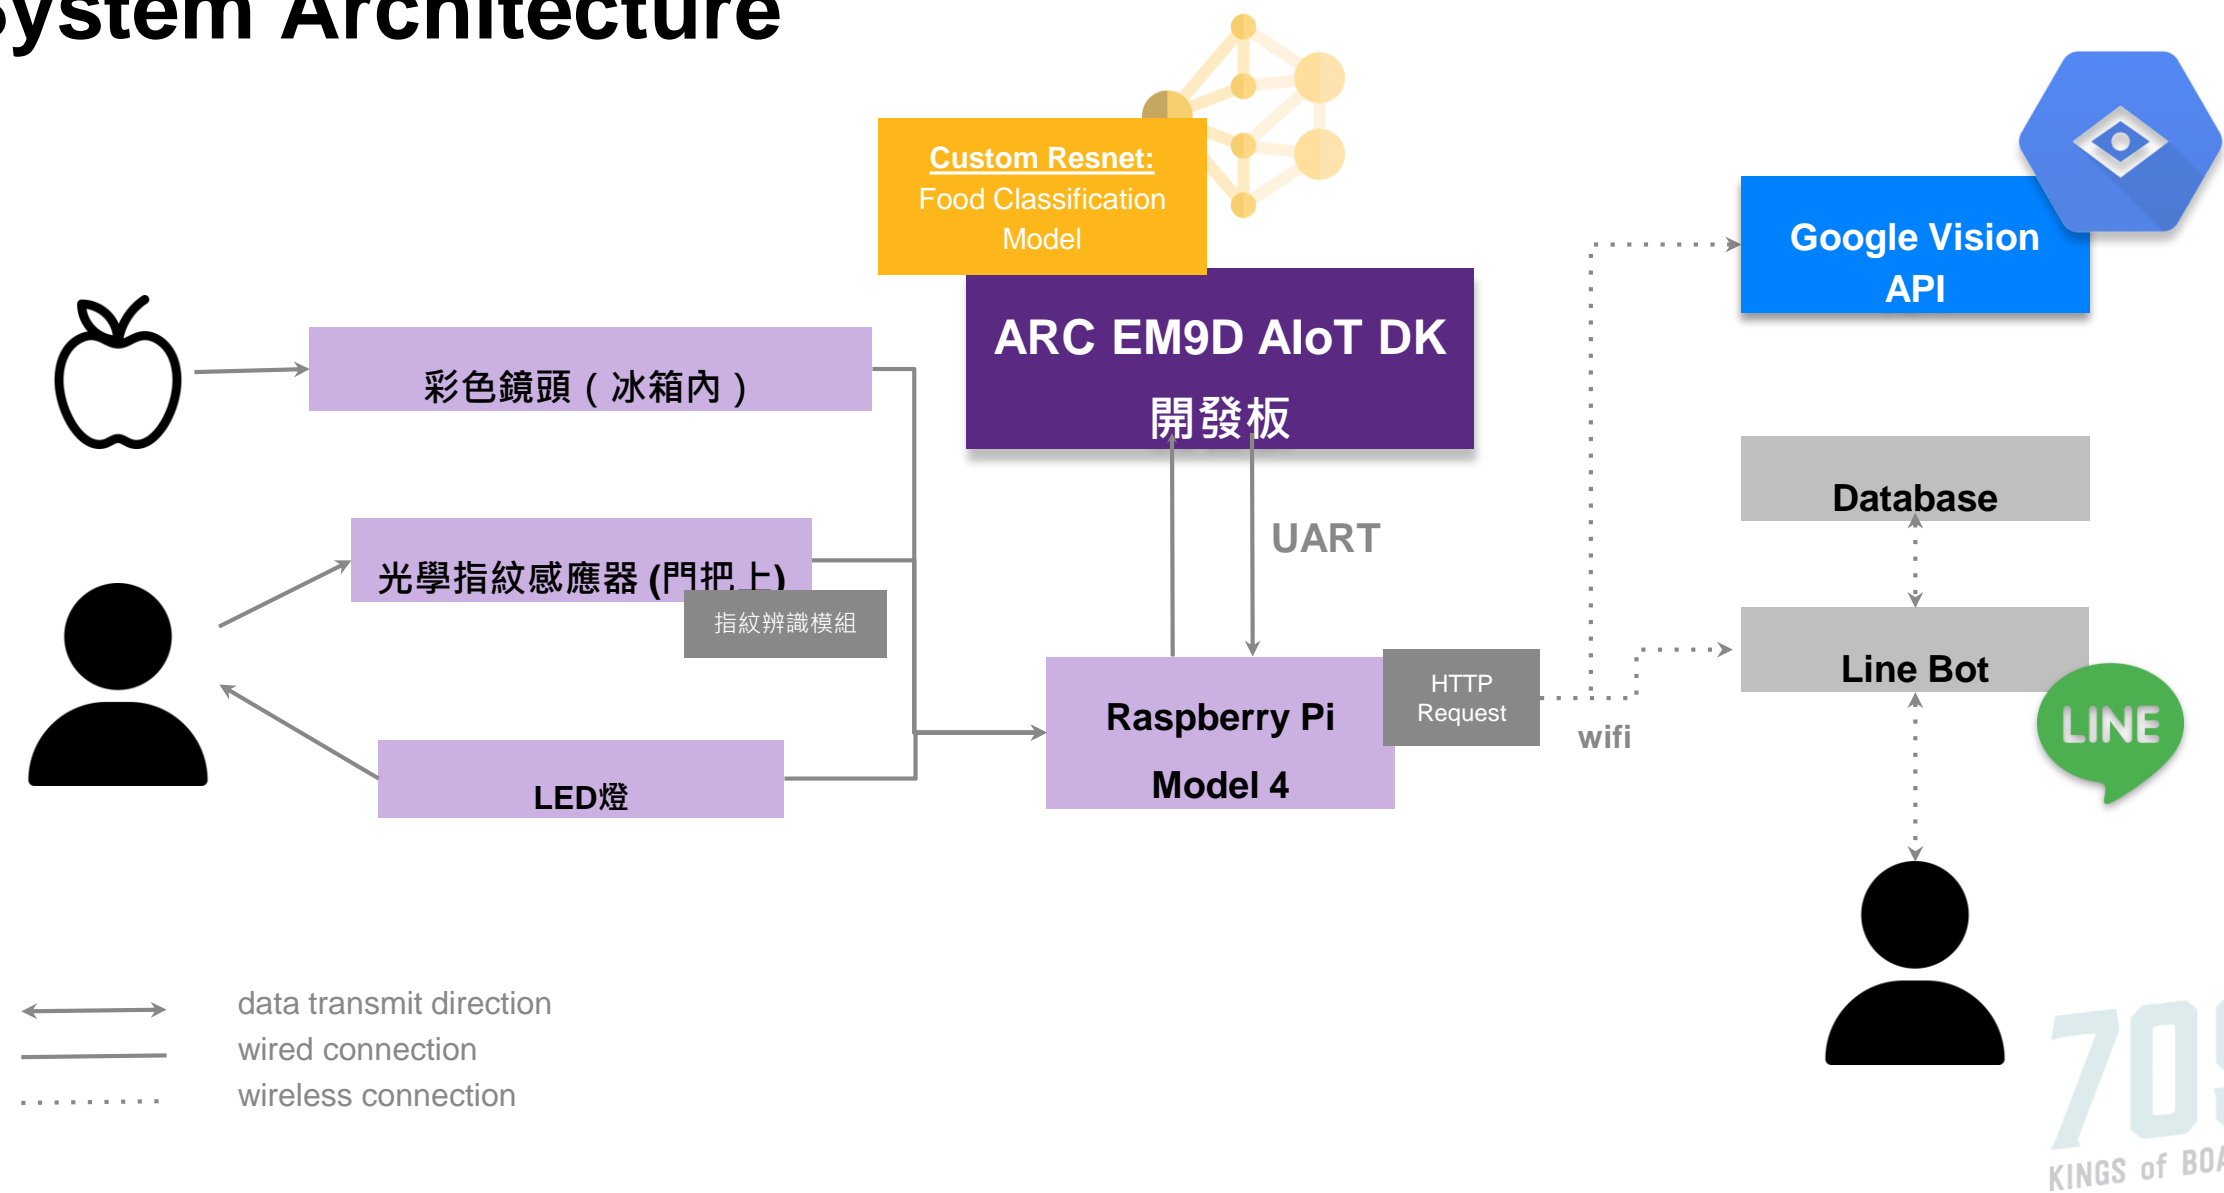 System Architecture
Custom Resnet:
Food Classification
Model
Google Vision
API
ARC EM9D AIoT DK
開發板
彩色鏡頭（冰箱內）
Database
UART
光學指紋感應器 (門把上)
指紋辨識模組
Line Bot
HTTP
Request
Raspberry Pi
Model 4
wifi
LINE
LED燈
data transmit direction
wired connection
wireless connection
709
KINGS of